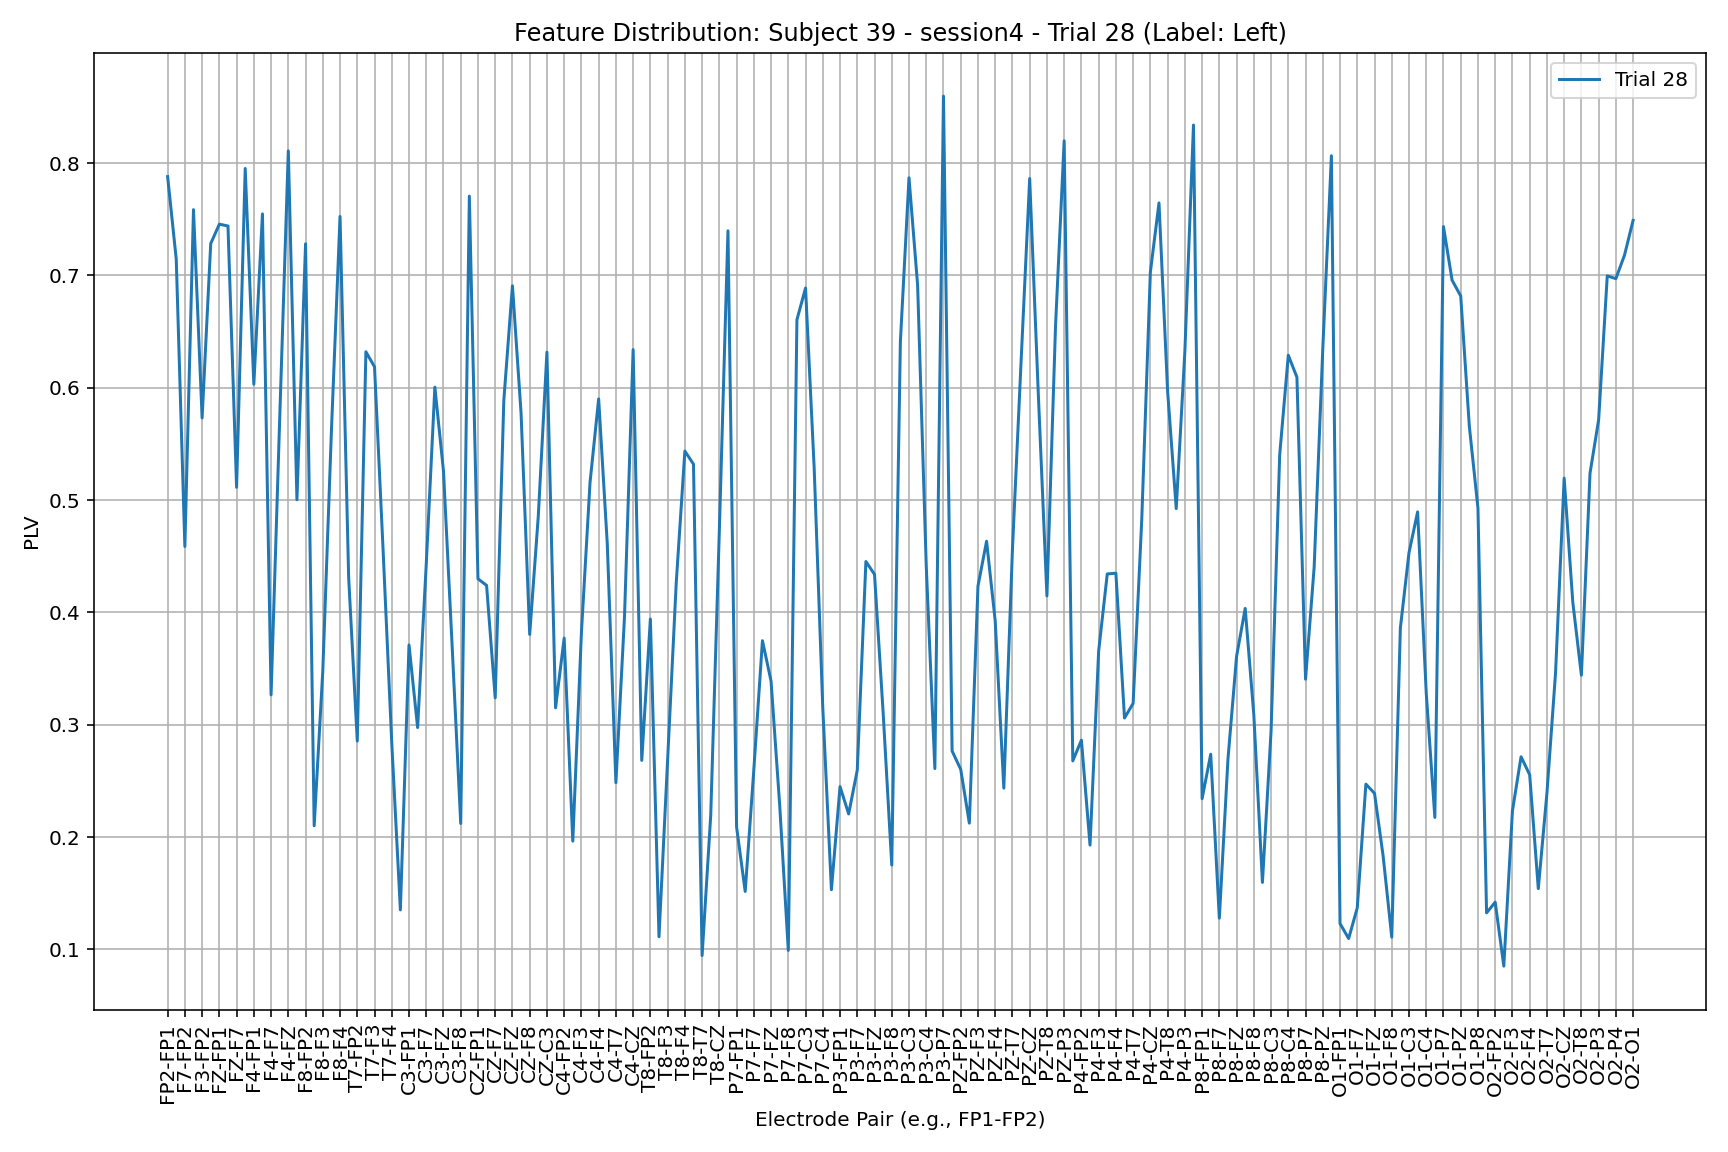 Feature Distribution: Subject 39 - session4 - Trial 28 (Label: Left)
Trial 28
PLV
0.8
0.7
0.6
0.5
0.4
0.3
0.2
0.1
FP2-FP1
F7-FP2
F3-FP2
FZ-FP1
FZ-F7
F4-FP1
F4-F7
F4-FZ
F8-FP2
F8-F3
F8-F4
T7-FP2
T7-F3
T7-F4
C3-FP1
C3-F7
C3-FZ
C3-F8
CZ-FP1
CZ-F7
CZ-FZ
CZ-F8
CZ-C3
C4-FP2
C4-F3
C4-F4
C4-T7
C4-CZ
T8-FP2
T8-F3
T8-F4
T8-T7
T8-CZ
P7-FP1
P7-F7
P7-FZ
P7-F8
P7-C3
P7-C4
P3-FP1
P3-F7
P3-FZ
P3-F8
P3-C3
P3-C4
P3-P7
PZ-FP2
PZ-F3
PZ-F4
PZ-T7
PZ-CZ
PZ-T8
PZ-P3
P4-FP2
P4-F3
P4-F4
P4-T7
P4-CZ
P4-T8
P4-P3
P8-FP1
P8-F7
P8-FZ
P8-F8
P8-C3
P8-C4
P8-P7
P8-PZ
O1-FP1
O1-F7
O1-FZ
O1-F8
O1-C3
O1-C4
O1-P7
O1-PZ
O1-P8
O2-FP2
O2-F3
O2-F4
O2-T7
O2-CZ
O2-T8
O2-P3
O2-P4
O2-O1
Electrode Pair (e.g., FP1-FP2)